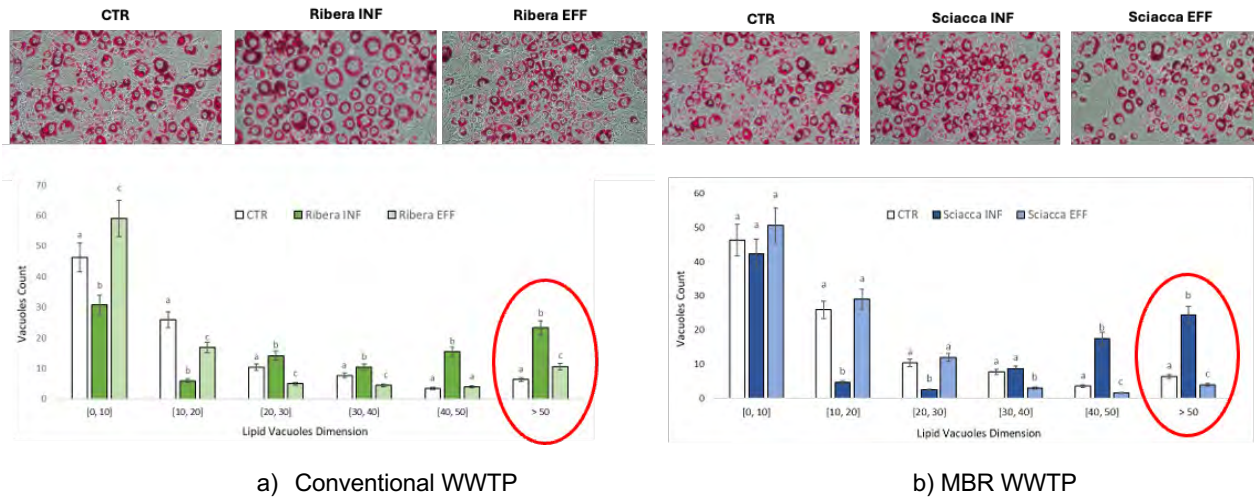 CTR Ribera INF Ribera EFF
CTR Sciacca INF Sciacca EFF
70
60
50
40
30
20
10
0
Vacuoles Count
CTR Ribera INF Ribera EFF
a b c
a b c
a b c
a b c
a b a
a b c
[0, 10] [10, 20] [20, 30] [30, 40] [40, 50] > 50
Lipid Vacuoles Dimension
a) Conventional WWTP
60
50
40
30
20
10
0
Vacuoles Count
CTR Sciacca INF Sciacca EFF
a a a
a b a
a b a
a a b
a b c
a b c
[0, 10] [10, 20] [20, 30] [30, 40] [40, 50] > 50
Lipid Vacuoles Dimension
b) MBR WWTP